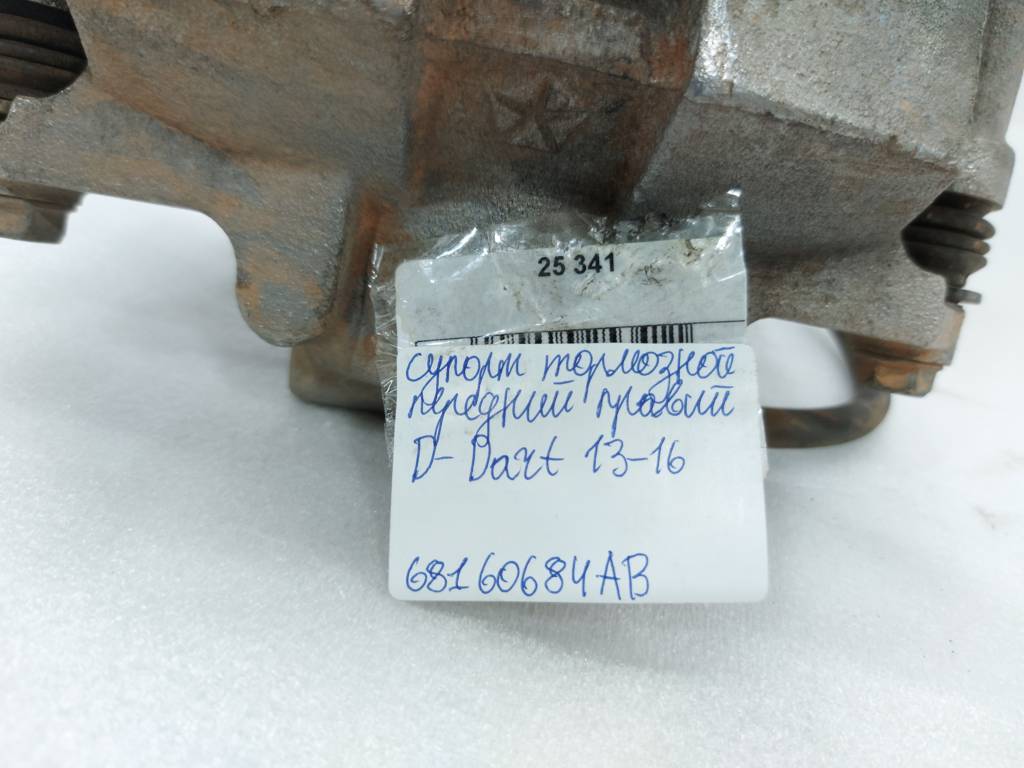 25 341
супорт тормозной
передний правый
D-Dart 13-16
68160684AB